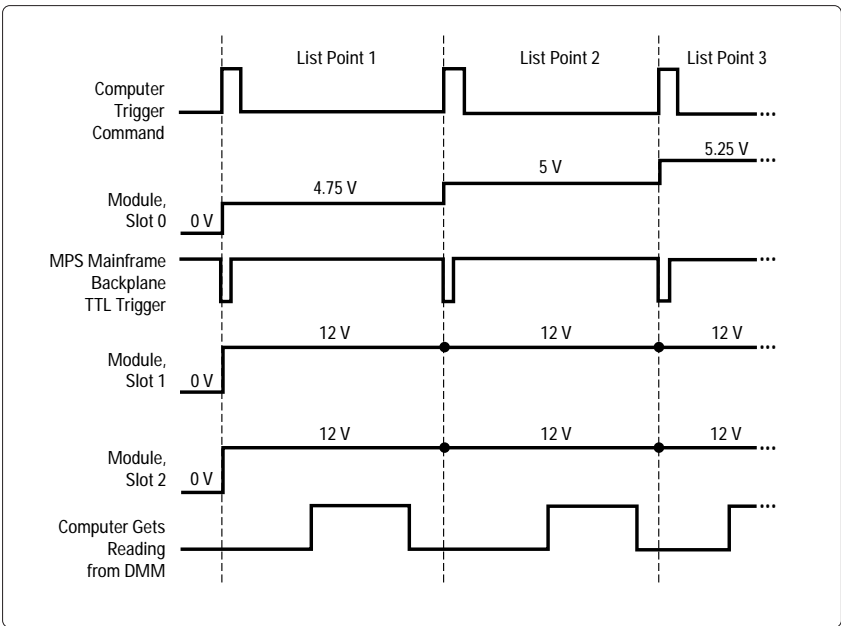 List Point 1 List Point 2 List Point 3
Computer
Trigger
Command
...
5.25 V ...
5 V
4.75 V
Module,
Slot 0 0 V
MPS Mainframe
Backplane
TTL Trigger
...
12 V 12 V 12 V
Module,
Slot 1 0 V
...
12 V 12 V 12 V
Module,
Slot 2 0 V
...
Computer Gets
Reading
from DMM
...